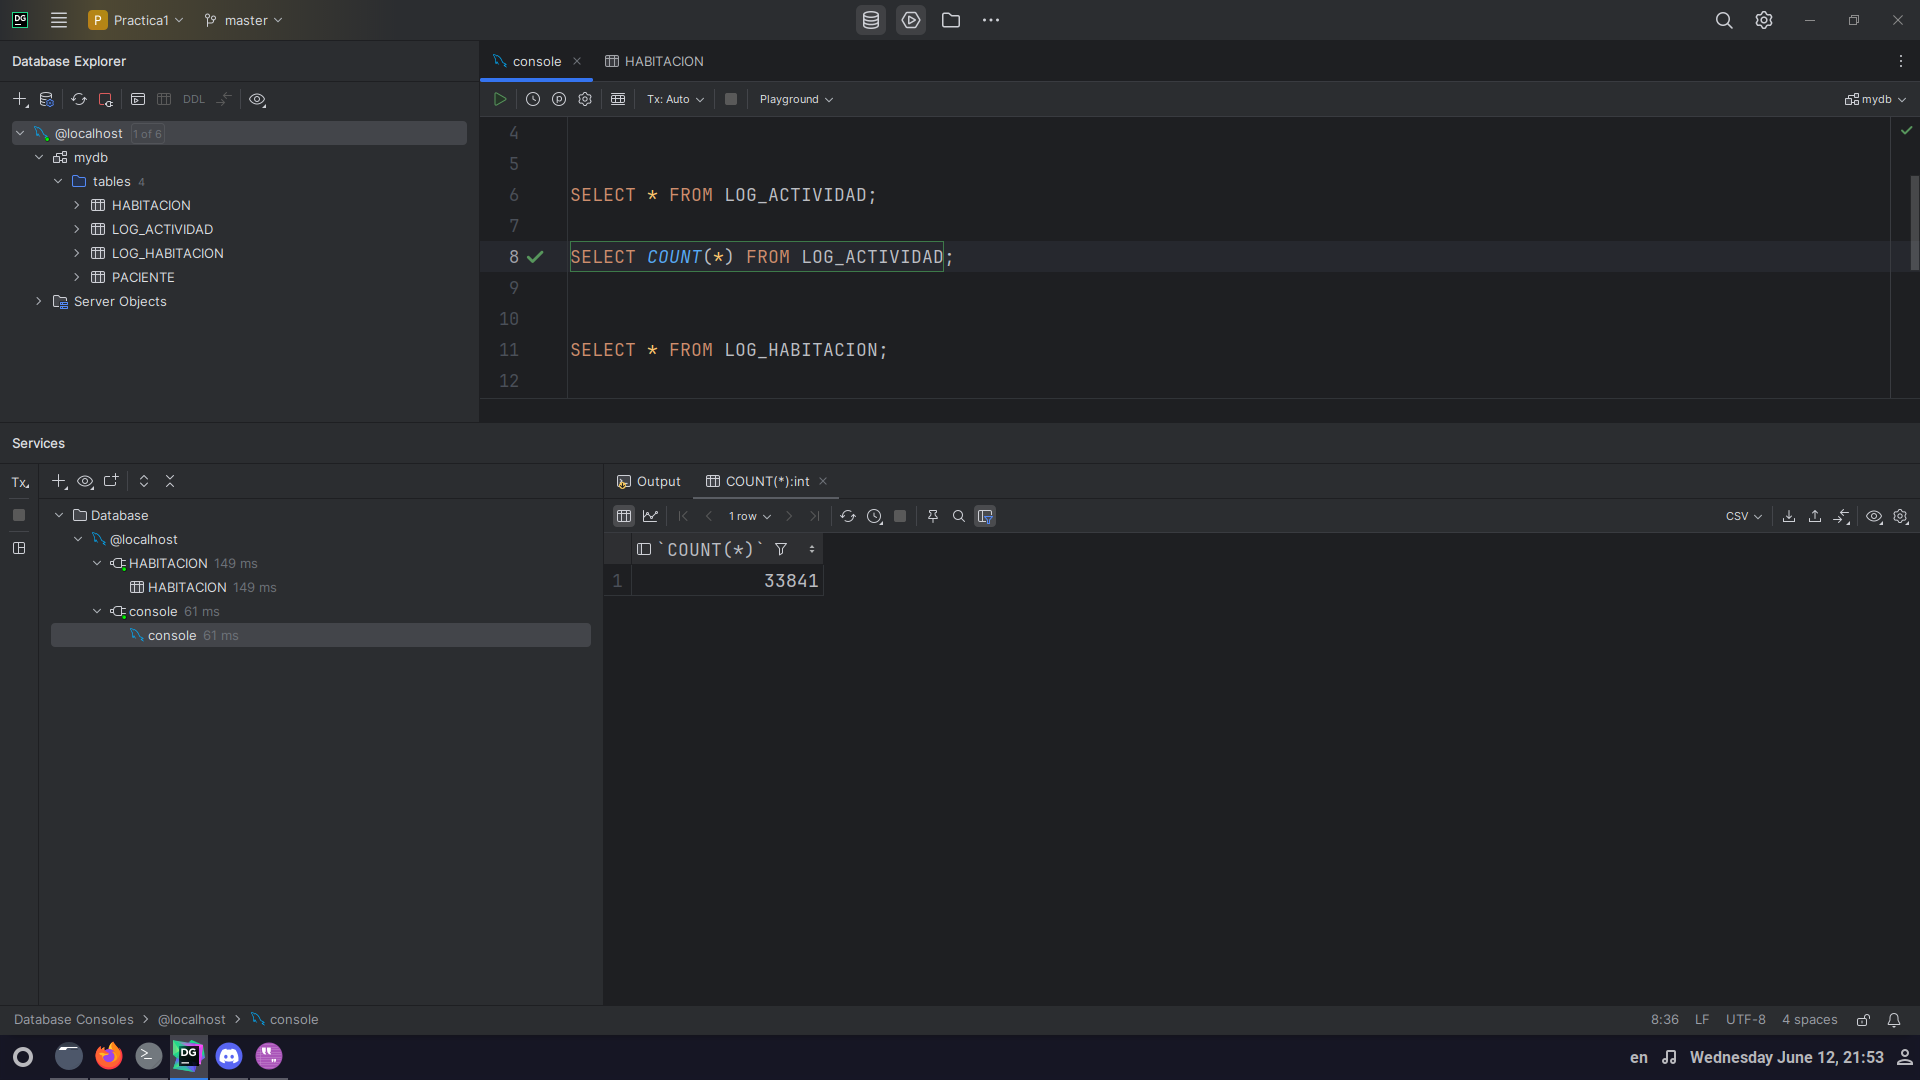 DG
P Practica1
master
Database Explorer
console
HABITACION
DDL
Tx: Auto
Playground
mydb
@localhost 1 of 6
mydb
tables 4
HABITACION
LOG_ACTIVIDAD
LOG_HABITACION
PACIENTE
Server Objects
4
5
6 SELECT * FROM LOG_ACTIVIDAD;
7
8 SELECT COUNT(*) FROM LOG_ACTIVIDAD;
9
10
11 SELECT * FROM LOG_HABITACION;
12
Services
Tx
Output
COUNT(*):int
Database
@localhost
HABITACION 149 ms
HABITACION 149 ms
console 61 ms
console 61 ms
1 row
CSV
`COUNT(*)`
1 33841
Database Consoles > @localhost > console
8:36 LF UTF-8 4 spaces
DG
en Wednesday June 12, 21:53